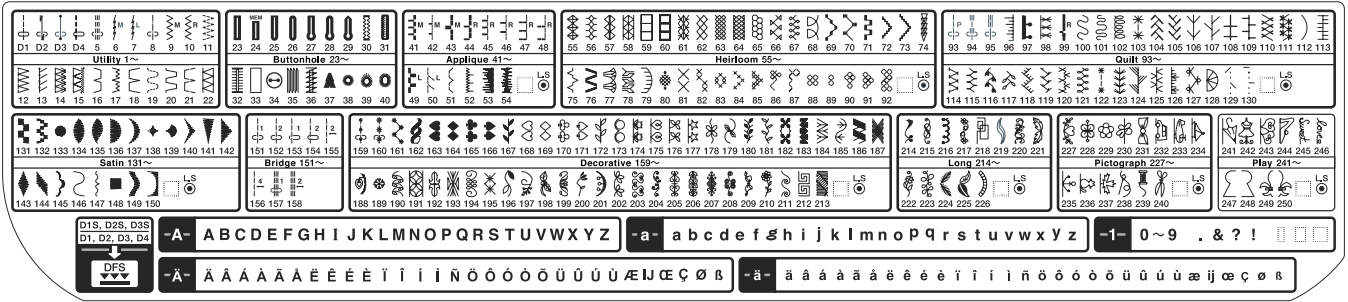 D1 D2 D3 D4 5 6 7 8 9 10 11
Utility 1~
12 13 14 15 16 17 18 19 20 21 22
MEM
23 24 25 26 27 28 29 30 31
Buttonhole 23~
32 33 34 35 36 37 38 39 40
41 42 43 44 45 46 47 48
Applique 41~
49 50 51 52 53 54 L S
55 56 57 58 59 60 61 62 63 64 65 66 67 68 69 70 71 72 73 74
Heirloom 55~
75 76 77 78 79 80 81 82 83 84 85 86 87 88 89 90 91 92 L S
93 94 95 96 97 98 99 100 101 102 103 104 105 106 107 108 109 110 111 112 113
Quilt 93~
114 115 116 117 118 119 120 121 122 123 124 125 126 127 128 129 130 L S
131 132 133 134 135 136 137 138 139 140 141 142
Satin 131~
143 144 145 146 147 148 149 150 L S
151 152 153 154 155
Bridge 151~
156 157 158
159 160 161 162 163 164 165 166 167 168 169 170 171 172 173 174 175 176 177 178 179 180 181 182 183 184 185 186 187
Decorative 159~
188 189 190 191 192 193 194 195 196 197 198 199 200 201 202 203 204 205 206 207 208 209 210 211 212 213 L S
214 215 216 217 218 219 220 221
Long 214~
222 223 224 225 226 L S
227 228 229 230 231 232 233 234
Pictograph 227~
235 236 237 238 239 240 L S
241 242 243 244 245 246
Play 241~
247 248 249 250 L S
D1S, D2S, D3S
D1, D2, D3, D4
DFS
-A- A B C D E F G H I J K L M N O P Q R S T U V W X Y Z
-a- a b c d e f g h i j k l m n o p q r s t u v w x y z
-1- 0~9 . & ? !
-Ä- Ä Â Á À Ã Å Ë Ê É È Ï Î Í Ì Ñ Ö Ô Ó Ò Õ Ü Û Ú Ù Æ IJ Œ Ç Ø ß
-ä- ä â á à ã å ë ê é è ï î í ì ñ ö ô ó ò õ ü û ú ù æ ij œ ç ø ß